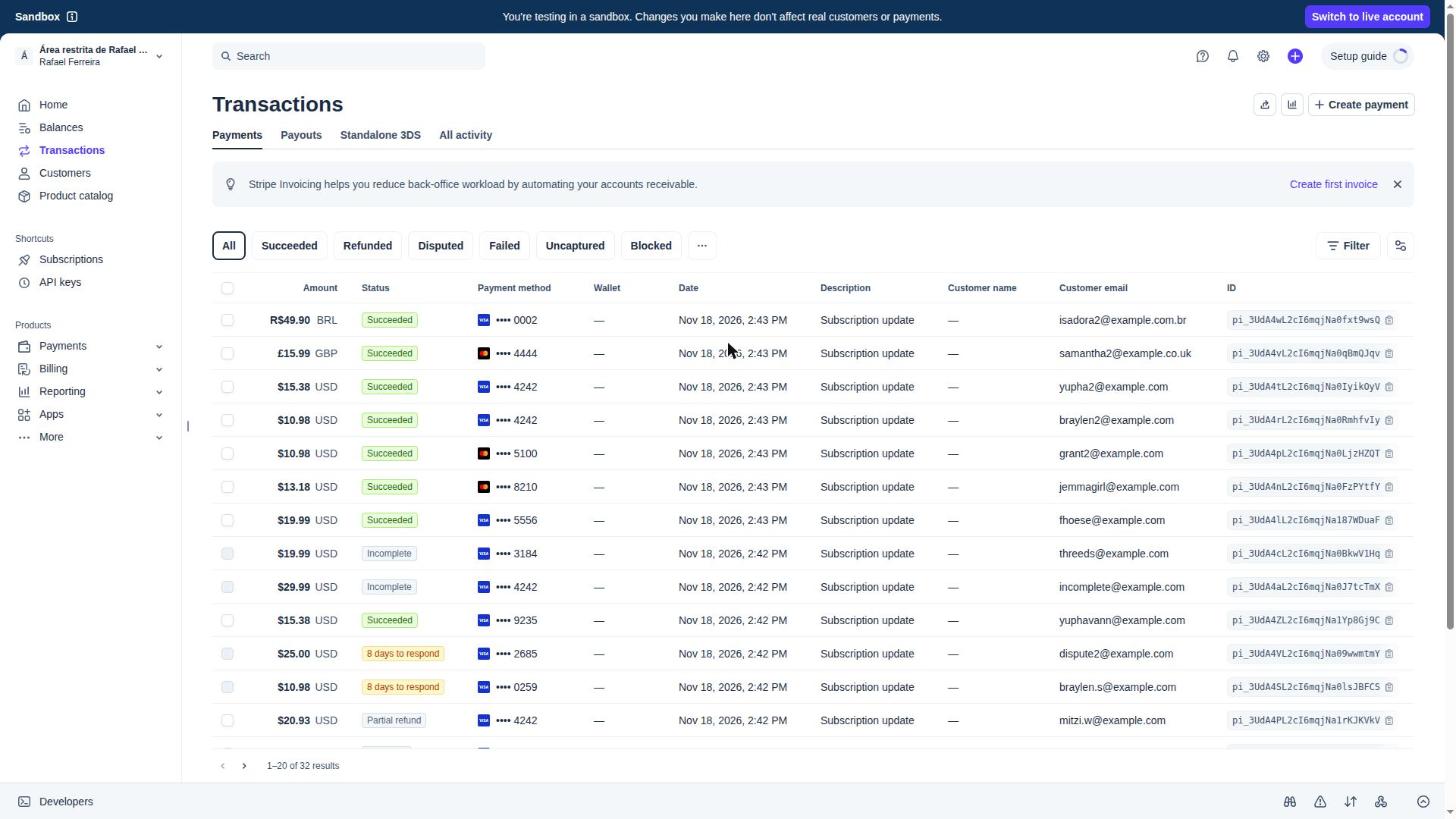 Sandbox
You're testing in a sandbox. Changes you make here don't affect real customers or payments.
Switch to live account
Á
Área restrita de Rafael ...
Rafael Ferreira
Search
Setup guide
Home
Balances
Transactions
Customers
Product catalog
Shortcuts
Subscriptions
API keys
Products
Payments
Billing
Reporting
Apps
More
Transactions
Create payment
Payments Payouts Standalone 3DS All activity
Stripe Invoicing helps you reduce back-office workload by automating your accounts receivable.
Create first invoice
All Succeeded Refunded Disputed Failed Uncaptured Blocked ...
Filter
Amount Status Payment method Wallet Date Description Customer name Customer email ID
R$49.90 BRL Succeeded VISA •••• 0002 — Nov 18, 2026, 2:43 PM Subscription update — isadora2@example.com.br pi_3UdA4wL2cI6mqjNa0fxt9wsQ
£15.99 GBP Succeeded •••• 4444 — Nov 18, 2026, 2:43 PM Subscription update — samantha2@example.co.uk pi_3UdA4vL2cI6mqjNa0qBmQJqv
$15.38 USD Succeeded VISA •••• 4242 — Nov 18, 2026, 2:43 PM Subscription update — yupha2@example.com pi_3UdA4tL2cI6mqjNa0IyikOyV
$10.98 USD Succeeded VISA •••• 4242 — Nov 18, 2026, 2:43 PM Subscription update — braylen2@example.com pi_3UdA4rL2cI6mqjNa0RmhfvIy
$10.98 USD Succeeded •••• 5100 — Nov 18, 2026, 2:43 PM Subscription update — grant2@example.com pi_3UdA4pL2cI6mqjNa0LjzHZQT
$13.18 USD Succeeded •••• 8210 — Nov 18, 2026, 2:43 PM Subscription update — jemmagirl@example.com pi_3UdA4nL2cI6mqjNa0FzPYtfY
$19.99 USD Succeeded VISA •••• 5556 — Nov 18, 2026, 2:43 PM Subscription update — fhoese@example.com pi_3UdA4lL2cI6mqjNa187WDuaF
$19.99 USD Incomplete VISA •••• 3184 — Nov 18, 2026, 2:42 PM Subscription update — threeds@example.com pi_3UdA4cL2cI6mqjNa0BkwV1Hq
$29.99 USD Incomplete VISA •••• 4242 — Nov 18, 2026, 2:42 PM Subscription update — incomplete@example.com pi_3UdA4aL2cI6mqjNa0J7tcTmX
$15.38 USD Succeeded VISA •••• 9235 — Nov 18, 2026, 2:42 PM Subscription update — yuphavann@example.com pi_3UdA4ZL2cI6mqjNa1Yp8Gj9C
$25.00 USD 8 days to respond VISA •••• 2685 — Nov 18, 2026, 2:42 PM Subscription update — dispute2@example.com pi_3UdA4VL2cI6mqjNa09wwmtmY
$10.98 USD 8 days to respond VISA •••• 0259 — Nov 18, 2026, 2:42 PM Subscription update — braylen.s@example.com pi_3UdA4SL2cI6mqjNa0lsJBFCS
$20.93 USD Partial refund VISA •••• 4242 — Nov 18, 2026, 2:42 PM Subscription update — mitzi.w@example.com pi_3UdA4PL2cI6mqjNa1rKJKVkV
1–20 of 32 results
Developers